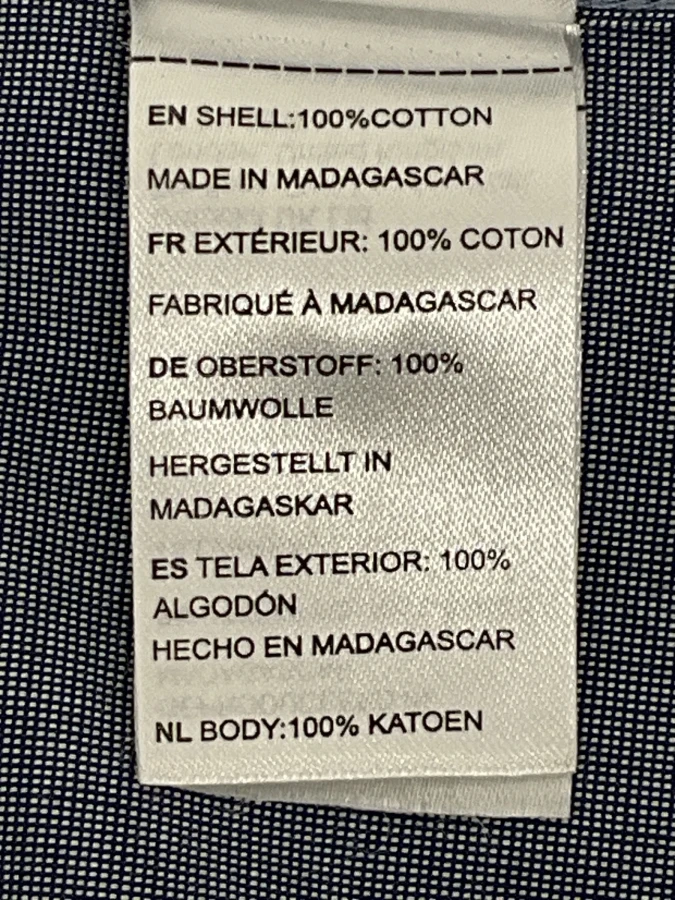 EN SHELL:100%COTTON
MADE IN MADAGASCAR
FR EXTÉRIEUR: 100% COTON
FABRIQUÉ À MADAGASCAR
DE OBERSTOFF: 100%
BAUMWOLLE
HERGESTELLT IN
MADAGASKAR
ES TELA EXTERIOR: 100%
ALGODÓN
HECHO EN MADAGASCAR
NL BODY:100% KATOEN